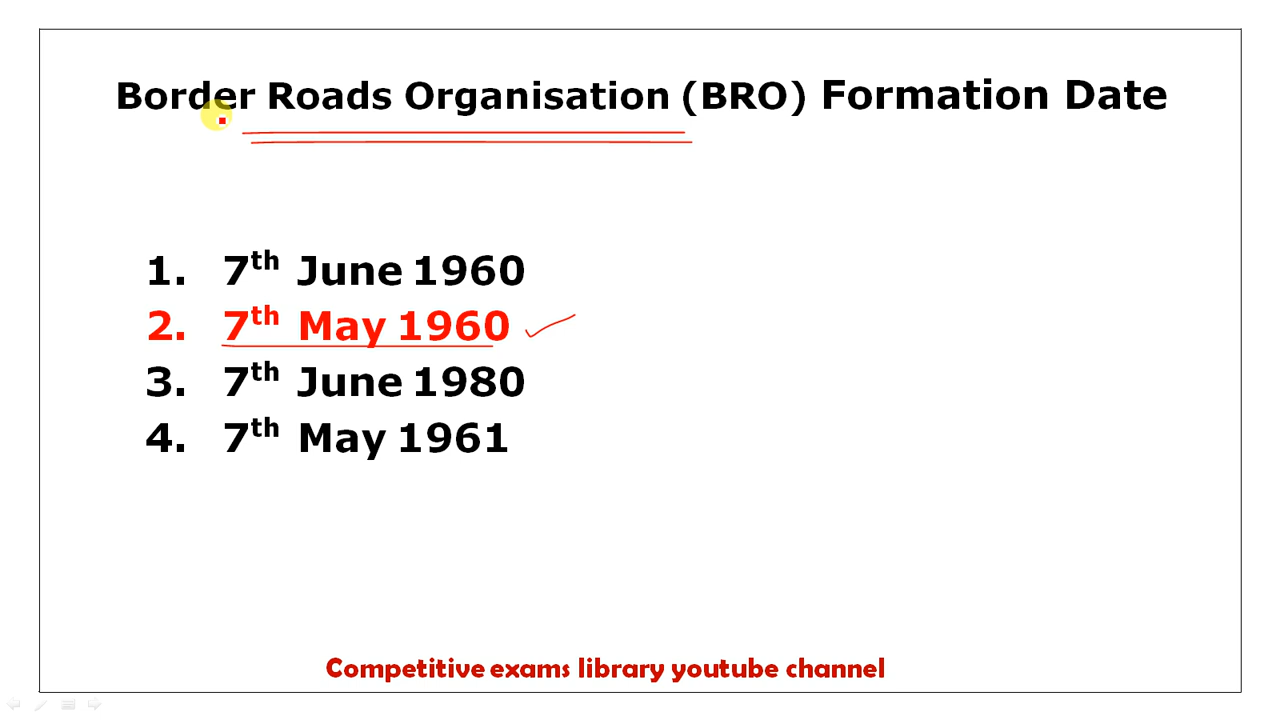 Border Roads Organisation (BRO) Formation Date
1. 7th June 1960
2. 7th May 1960
3. 7th June 1980
4. 7th May 1961
Competitive exams library youtube channel